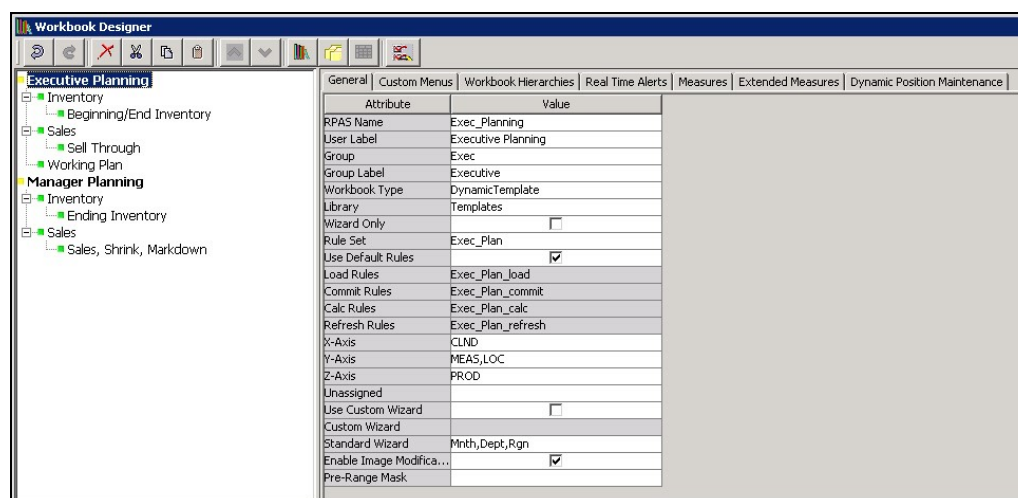 Workbook Designer
Executive Planning
Inventory
Beginning/End Inventory
Sales
Sell Through
Working Plan
Manager Planning
Inventory
Ending Inventory
Sales
Sales, Shrink, Markdown
General Custom Menus Workbook Hierarchies Real Time Alerts Measures Extended Measures Dynamic Position Maintenance
Attribute Value
RPAS Name Exec_Planning
User Label Executive Planning
Group Exec
Group Label Executive
Workbook Type DynamicTemplate
Library Templates
Wizard Only
Rule Set Exec_Plan
Use Default Rules
Load Rules Exec_Plan_load
Commit Rules Exec_Plan_commit
Calc Rules Exec_Plan_calc
Refresh Rules Exec_Plan_refresh
X-Axis CLND
Y-Axis MEAS,LOC
Z-Axis PROD
Unassigned
Use Custom Wizard
Custom Wizard
Standard Wizard Mnth,Dept,Rgn
Enable Image Modifica...
Pre-Range Mask